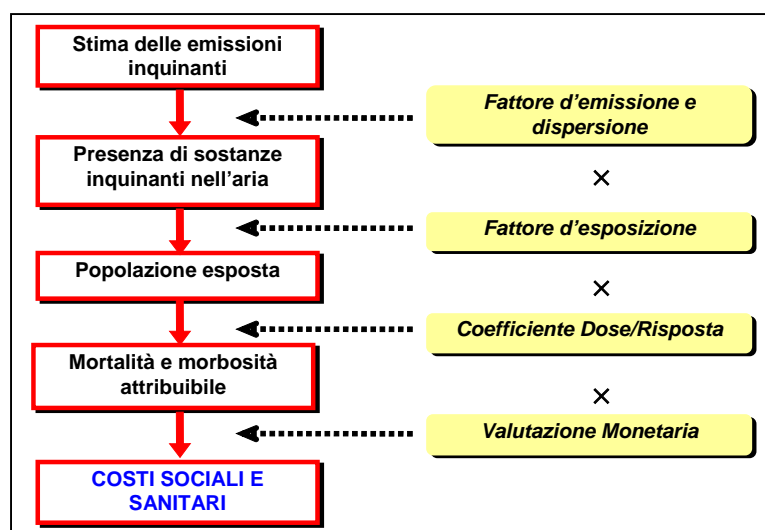 Stima delle emissioni
inquinanti
Fattore d'emissione e
dispersione
Presenza di sostanze
inquinanti nell'aria
×
Fattore d'esposizione
Popolazione esposta
×
Coefficiente Dose/Risposta
Mortalità e morbosità
attribuibile
×
Valutazione Monetaria
COSTI SOCIALI E
SANITARI